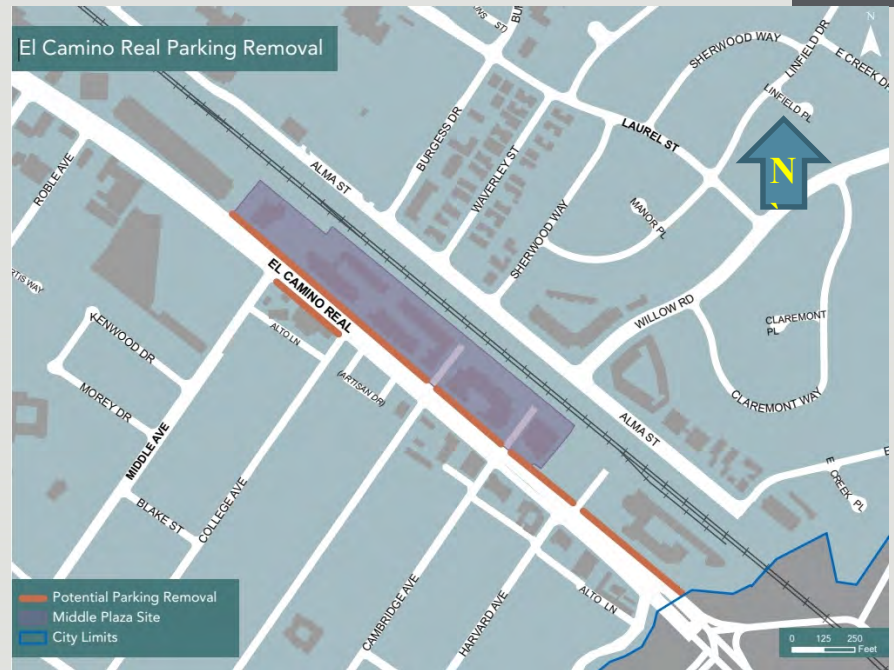 El Camino Real Parking Removal
N
BURGESS DR
SHERWOOD WAY
LINFIELD DR
E CREEK DR
LINFIELD PL
LAUREL ST
ROBLE AVE
ALMA ST
WAVERLEY ST
N
MANOR PL
SHERWOOD WAY
EL CAMINO REAL
WILLOW RD
CLAREMONT
PL
KENWOOD DR
ALTO LN
(ARTISAN DR)
CLAREMONT WAY
MOREY DR
MIDDLE AVE
ALMA ST
COLLEGE AVE
BLAKE ST
E CREEK PL
CAMBRIDGE AVE
HARVARD AVE
ALTO LN
Potential Parking Removal
Middle Plaza Site
City Limits
0 125 250
Feet